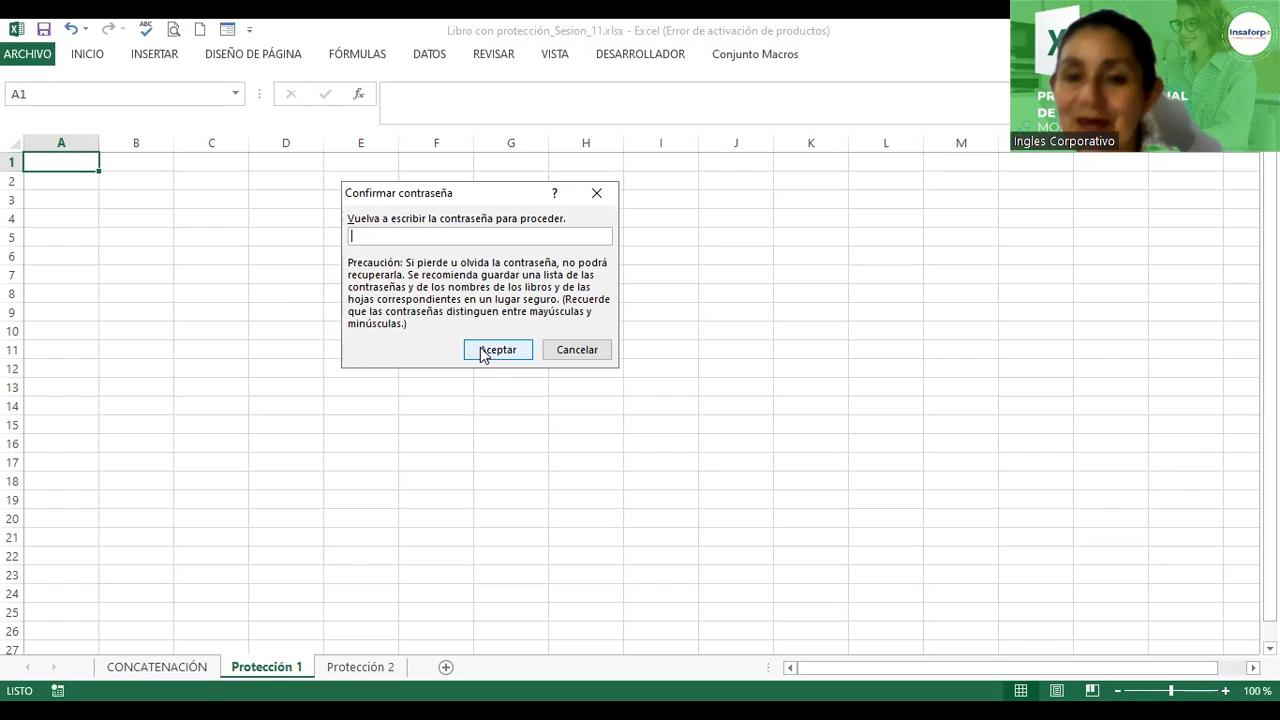 Libro con protección_Sesion_11.xlsx - Excel (Error de activación de productos)
ARCHIVO INICIO INSERTAR DISEÑO DE PÁGINA FÓRMULAS DATOS REVISAR VISTA DESARROLLADOR Conjunto Macros
A1
fx
A B C D E F G H I J K L M
1
2
3
4
5
6
7
8
9
10
11
12
13
14
15
16
17
18
19
20
21
22
23
24
25
26
27
Confirmar contraseña ?
Vuelva a escribir la contraseña para proceder.
Precaución: Si pierde u olvida la contraseña, no podrá
recuperarla. Se recomienda guardar una lista de las
contraseñas y de los nombres de los libros y de las
hojas correspondientes en un lugar seguro. (Recuerde
que las contraseñas distinguen entre mayúsculas y
minúsculas.)
Aceptar Cancelar
Insaforp
Ingles Corporativo
CONCATENACIÓN Protección 1 Protección 2
LISTO
100 %